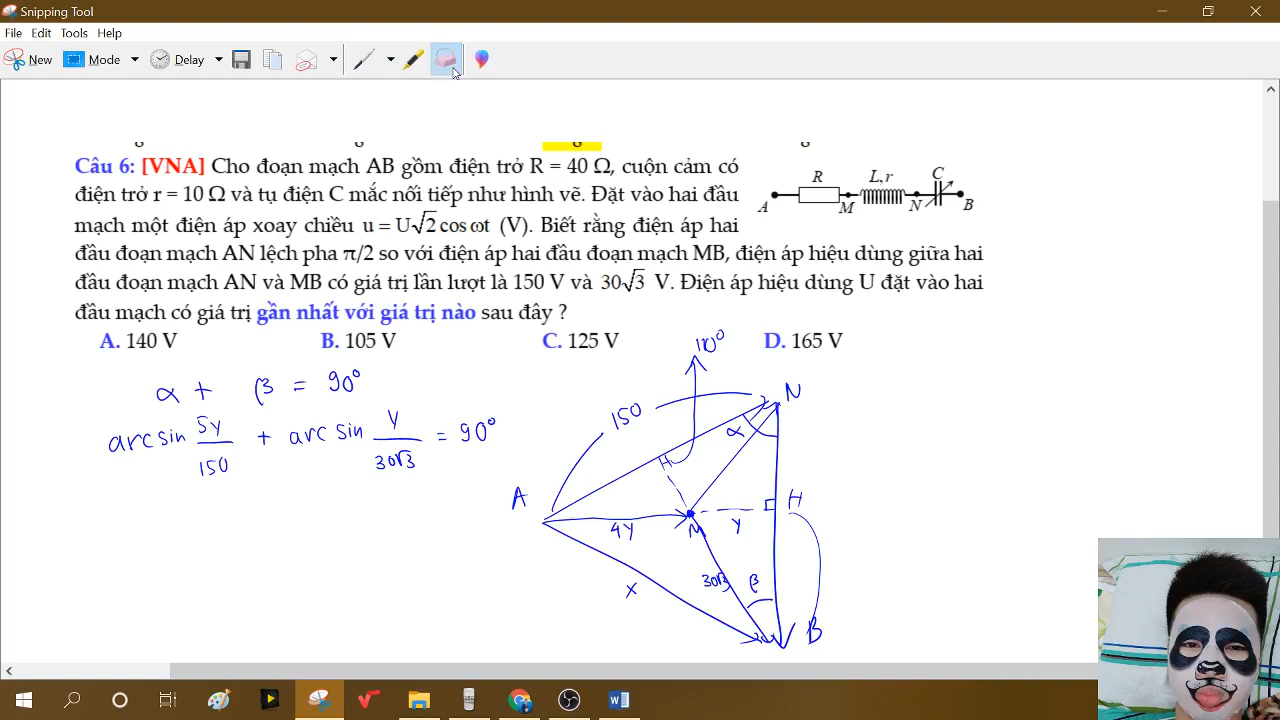 Snipping Tool
File Edit Tools Help
New Mode Delay
Câu 6: [VNA] Cho đoạn mạch AB gồm điện trở R = 40 Ω, cuộn cảm có
điện trở r = 10 Ω và tụ điện C mắc nối tiếp như hình vẽ. Đặt vào hai đầu
mạch một điện áp xoay chiều u = U√2 cos ωt (V). Biết rằng điện áp hai
đầu đoạn mạch AN lệch pha π/2 so với điện áp hai đầu đoạn mạch MB, điện áp hiệu dùng giữa hai
đầu đoạn mạch AN và MB có giá trị lần lượt là 150 V và 30√3 V. Điện áp hiệu dùng U đặt vào hai
đầu mạch có giá trị gần nhất với giá trị nào sau đây ?
A. 140 V B. 105 V C. 125 V D. 165 V
R L, r C
A M N B
α + β = 90°
arcsin 5y/150 + arc sin y/30√3 = 90°
N
150
α
A
H
4y
M
y
H
x
30√3
β
B